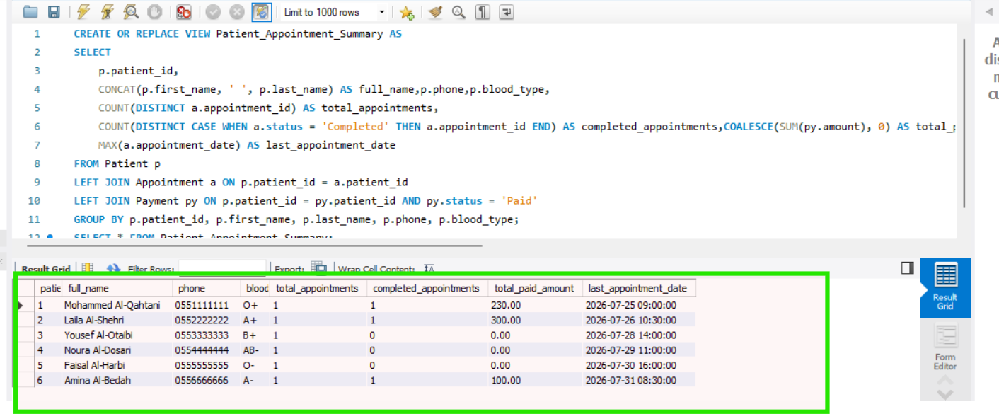 Limit to 1000 rows
1 CREATE OR REPLACE VIEW Patient_Appointment_Summary AS
2 SELECT
3 p.patient_id,
4 CONCAT(p.first_name, ' ', p.last_name) AS full_name,p.phone,p.blood_type,
5 COUNT(DISTINCT a.appointment_id) AS total_appointments,
6 COUNT(DISTINCT CASE WHEN a.status = 'Completed' THEN a.appointment_id END) AS completed_appointments,COALESCE(SUM(py.amount), 0) AS total_p
7 MAX(a.appointment_date) AS last_appointment_date
8 FROM Patient p
9 LEFT JOIN Appointment a ON p.patient_id = a.patient_id
10 LEFT JOIN Payment py ON p.patient_id = py.patient_id AND py.status = 'Paid'
11 GROUP BY p.patient_id, p.first_name, p.last_name, p.phone, p.blood_type;
12 SELECT * FROM Patient_Appointment_Summary;
Result Grid Filter Rows: Export: Wrap Cell Content:
patie full_name phone blood total_appointments completed_appointments total_paid_amount last_appointment_date
1 Mohammed Al-Qahtani 0551111111 O+ 1 1 230.00 2026-07-25 09:00:00
2 Laila Al-Shehri 0552222222 A+ 1 1 300.00 2026-07-26 10:30:00
3 Yousef Al-Otaibi 0553333333 B+ 1 0 0.00 2026-07-28 14:00:00
4 Noura Al-Dosari 0554444444 AB- 1 0 0.00 2026-07-29 11:00:00
5 Faisal Al-Harbi 0555555555 O- 1 0 0.00 2026-07-30 16:00:00
6 Amina Al-Bedah 0556666666 A- 1 1 100.00 2026-07-31 08:30:00
Result
Grid
Form
Editor